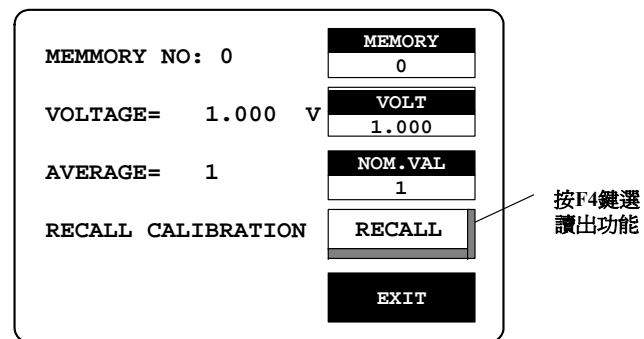 MEMMORY NO: 0
MEMORY
0
VOLTAGE= 1.000 V
VOLT
1.000
AVERAGE= 1
NOM.VAL
1
RECALL CALIBRATION
RECALL
EXIT
按F4鍵選
讀出功能